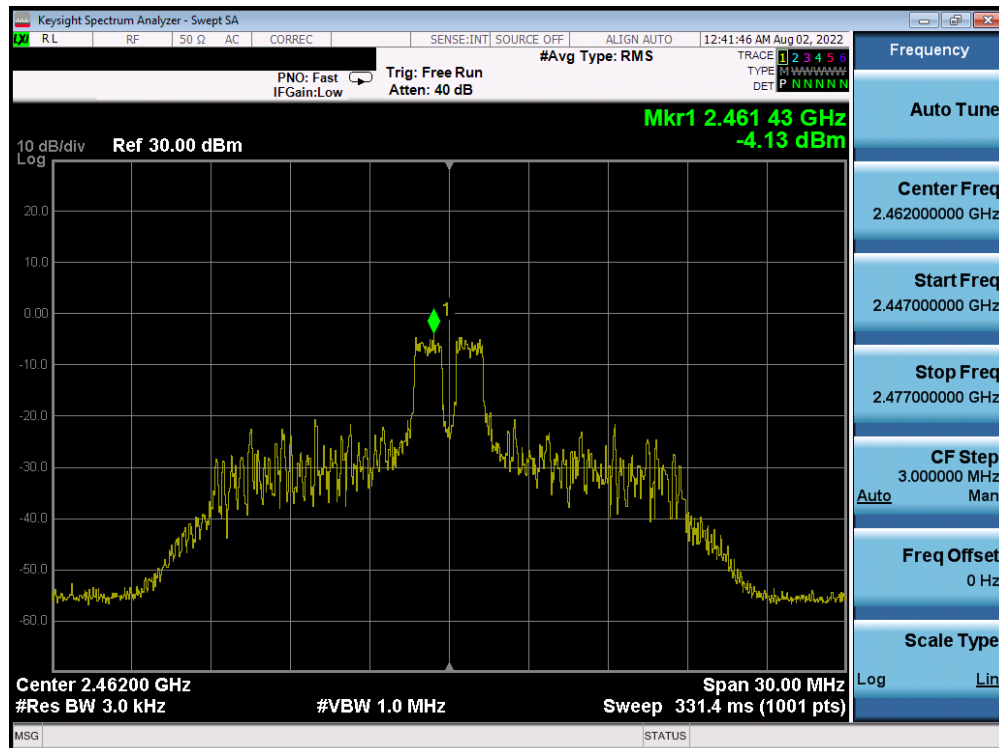 Keysight Spectrum Analyzer - Swept SA
LXI RL RF 50 Ω AC CORREC SENSE:INT SOURCE OFF ALIGN AUTO 12:41:46 AM Aug 02, 2022
#Avg Type: RMS
TRACE 1 2 3 4 5 6
PNO: Fast Trig: Free Run
TYPE M WWWWW
IFGain:Low Atten: 40 dB
DET P N N N N N
Mkr1 2.461 43 GHz
-4.13 dBm
10 dB/div Ref 30.00 dBm
Log
20.0
10.0
0.00
-10.0
-20.0
-30.0
-40.0
-50.0
-60.0
1
Center 2.46200 GHz
Span 30.00 MHz
#Res BW 3.0 kHz
#VBW 1.0 MHz
Sweep 331.4 ms (1001 pts)
MSG
STATUS
Frequency
Auto Tune
Center Freq
2.462000000 GHz
Start Freq
2.447000000 GHz
Stop Freq
2.477000000 GHz
CF Step
3.000000 MHz
Auto Man
Freq Offset
0 Hz
Scale Type
Log Lin